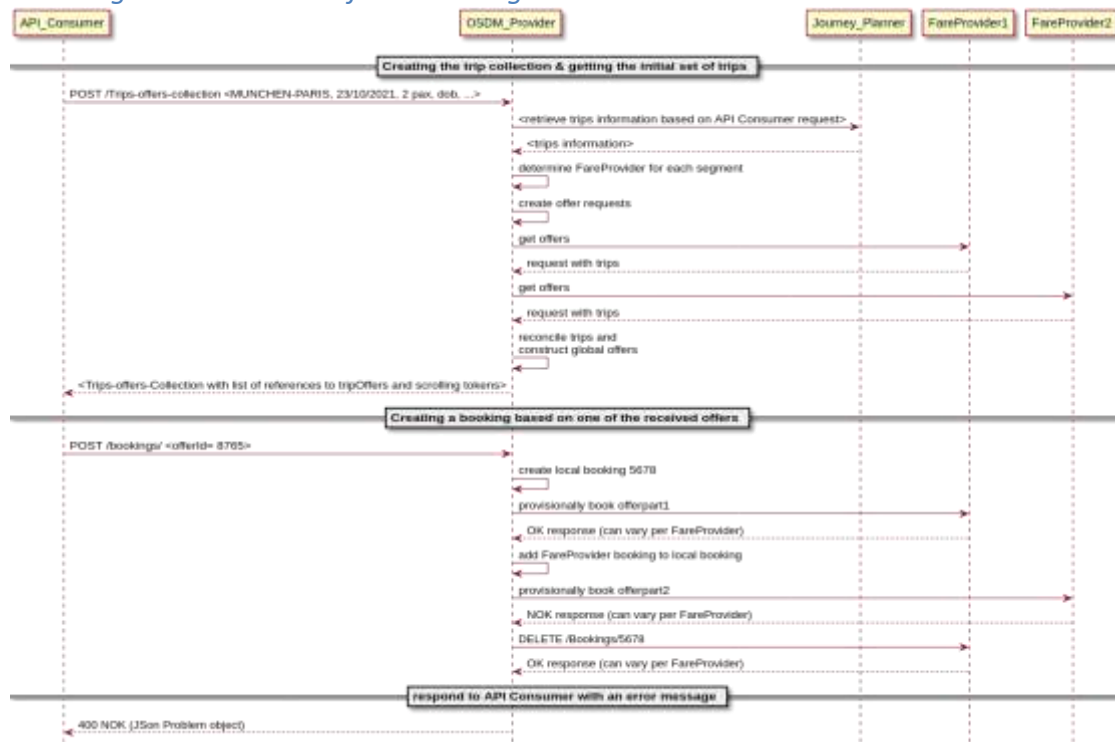 API_Consumer
OSDM_Provider
Journey_Planner
FareProvider1
FareProvider2
Creating the trip collection & getting the initial set of trips
POST /Trips-offers-collection <MUNCHEN-PARIS, 23/10/2021, 2 pax, dob, ...>
<retrieve trips information based on API Consumer request>
<trips information>
determine FareProvider for each segment
create offer requests
get offers
request with trips
get offers
request with trips
reconcile trips and
construct global offers
<Trips-offers-Collection with list of references to tripOffers and scrolling tokens>
Creating a booking based on one of the received offers
POST /bookings/ <offerId= 8765>
create local booking 5678
provisionally book offerpart1
OK response (can vary per FareProvider)
add FareProvider booking to local booking
provisionally book offerpart2
NOK response (can vary per FareProvider)
DELETE /Bookings/5678
OK response (can vary per FareProvider)
respond to API Consumer with an error message
400 NOK (JSon Problem object)